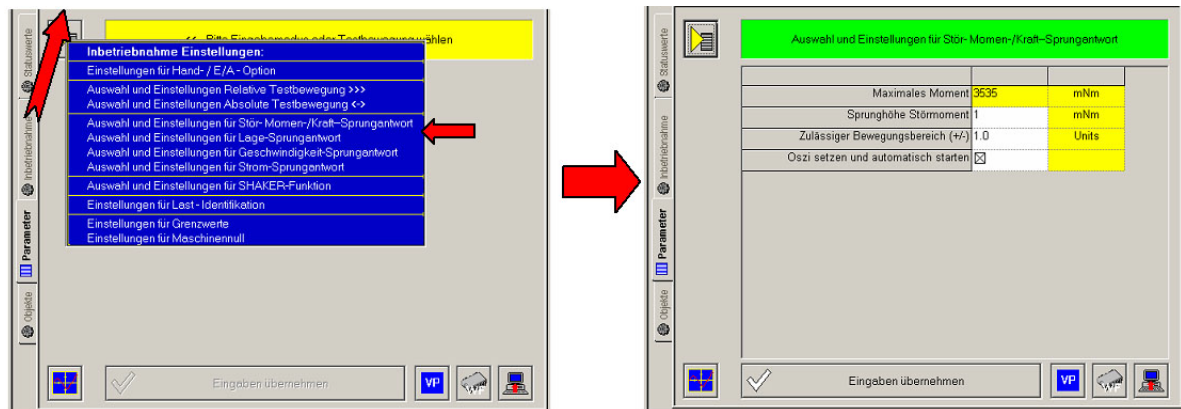 << Bitte Eingabemodus oder Testbewegung wählen
Inbetriebnahme Einstellungen:
Einstellungen für Hand- / E/A - Option
Auswahl und Einstellungen Relative Testbewegung >>>
Auswahl und Einstellungen Absolute Testbewegung <->
Auswahl und Einstellungen für Stör- Momen-/Kraft-Sprungantwort
Auswahl und Einstellungen für Lage-Sprungantwort
Auswahl und Einstellungen für Geschwindigkeit-Sprungantwort
Auswahl und Einstellungen für Strom-Sprungantwort
Auswahl und Einstellungen für SHAKER-Funktion
Einstellungen für Last - Identifikation
Einstellungen für Grenzwerte
Einstellungen für Maschinennull
Statuswerte
Inbetriebnahme
Parameter
Objekte
Eingaben übernehmen
VP
Statuswerte
Inbetriebnahme
Parameter
Objekte
Auswahl und Einstellungen für Stör- Momen-/Kraft-Sprungantwort
Maximales Moment 3535 mNm
Sprunghöhe Störmoment 1 mNm
Zulässiger Bewegungsbereich (+/-) 1.0 Units
Oszi setzen und automatisch starten
Eingaben übernehmen
VP